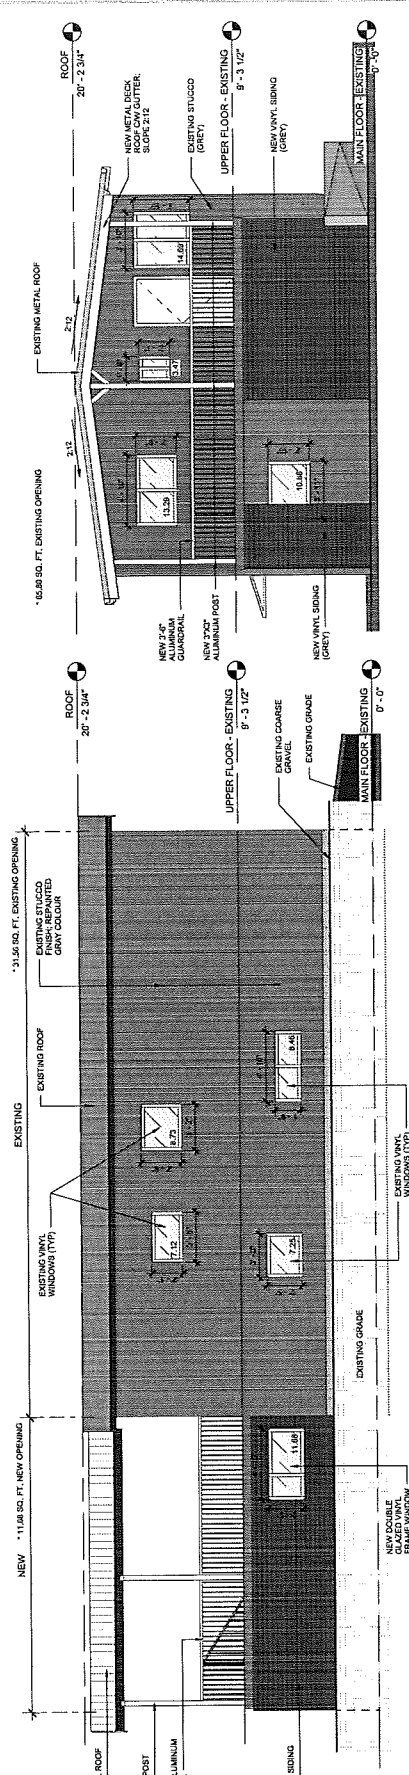 ROOF
20' - 2 3/4"
NEW METAL DECK
ROOF C/W GUTTER;
SLOPE 2:12
EXISTING STUCCO
(GREY)
UPPER FLOOR - EXISTING
9' - 3 1/2"
NEW VINYL SIDING
(GREY)
MAIN FLOOR - EXISTING
0' - 0"
EXISTING METAL ROOF
2:12
2:12
* 65.80 SQ. FT. EXISTING OPENING
3.47
13.29
10.86
NEW 3'-6"
ALUMINUM
GUARDRAIL
NEW 3"X3"
ALUMINUM POST
NEW VINYL SIDING
(GREY)
ROOF
20' - 2 3/4"
UPPER FLOOR - EXISTING
9' - 3 1/2"
EXISTING COARSE
GRAVEL
EXISTING GRADE
MAIN FLOOR - EXISTING
0' - 0"
* 31.56 SQ. FT. EXISTING OPENING
EXISTING STUCCO
FINISH; REPAINTED
GRAY COLOUR
EXISTING ROOF
EXISTING
EXISTING VINYL
WINDOWS (TYP)
8.73
7.12
8.46
7.25
EXISTING VINYL
WINDOWS (TYP)
EXISTING GRADE
* 11.68 SQ. FT. NEW OPENING
NEW
11.68
NEW DOUBLE
GLAZED VINYL
FRAME WINDOW
ROOF
POST
ALUMINUM
SIDING